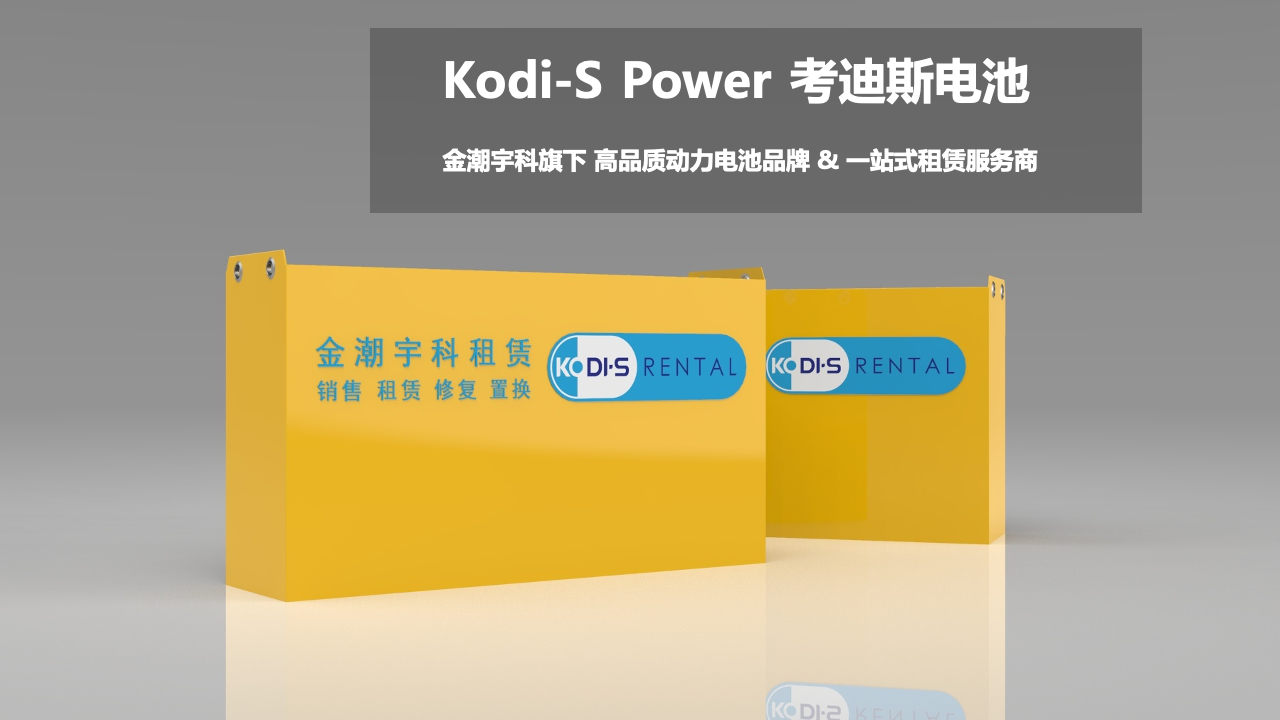 Kodi-S Power 考迪斯电池
金潮宇科旗下 高品质动力电池品牌 & 一站式租赁服务商
金潮宇科租赁
销售 租赁 修复 置换
KODI·S RENTAL
KODI·S RENTAL